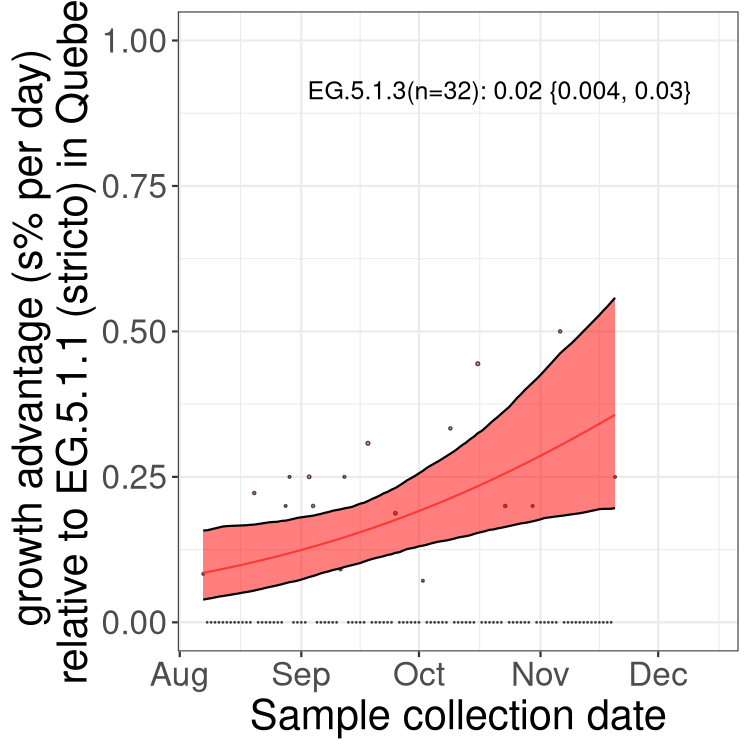 growth advantage (s% per day)
relative to EG.5.1.1 (stricto) in Quebe
1.00
0.75
0.50
0.25
0.00
EG.5.1.3(n=32): 0.02 {0.004, 0.03}
Aug Sep Oct Nov Dec
Sample collection date